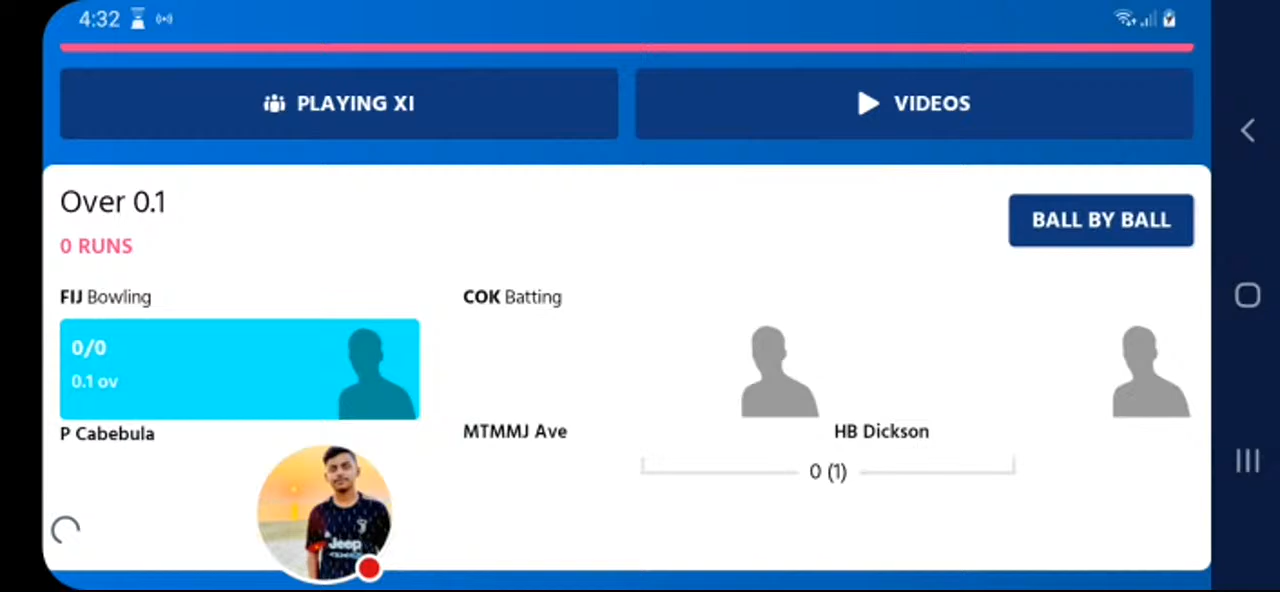 4:32
PLAYING XI
VIDEOS
Over 0.1
0 RUNS
BALL BY BALL
FIJ Bowling
COK Batting
0/0
0.1 ov
P Cabebula
MTMMJ Ave
HB Dickson
0 (1)
Jeep